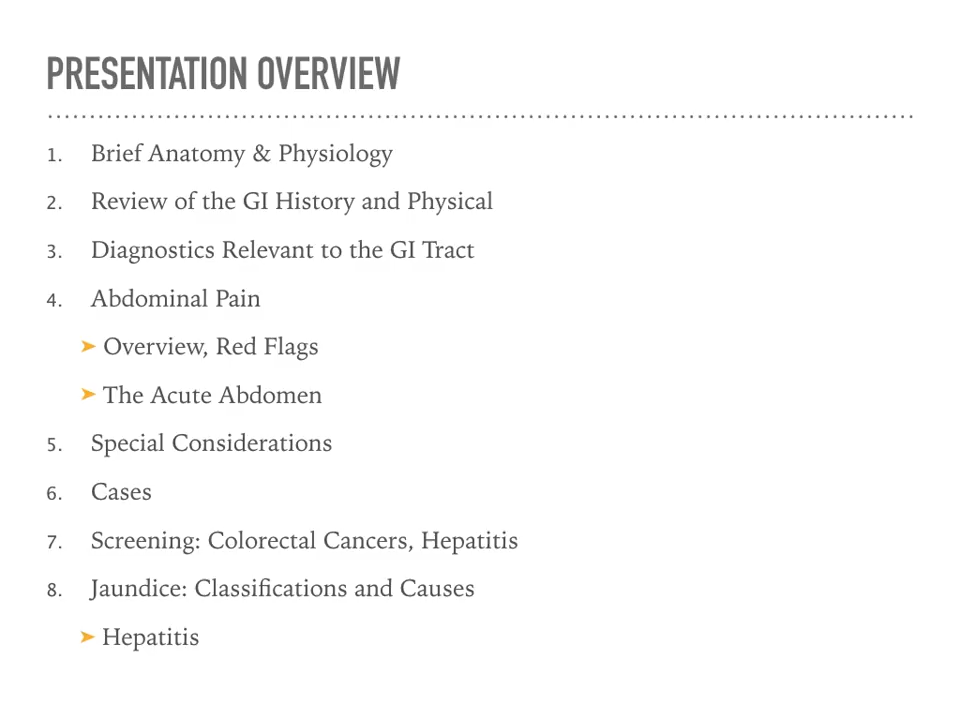 PRESENTATION OVERVIEW
1. Brief Anatomy & Physiology
2. Review of the GI History and Physical
3. Diagnostics Relevant to the GI Tract
4. Abdominal Pain
➤ Overview, Red Flags
➤ The Acute Abdomen
5. Special Considerations
6. Cases
7. Screening: Colorectal Cancers, Hepatitis
8. Jaundice: Classifications and Causes
➤ Hepatitis